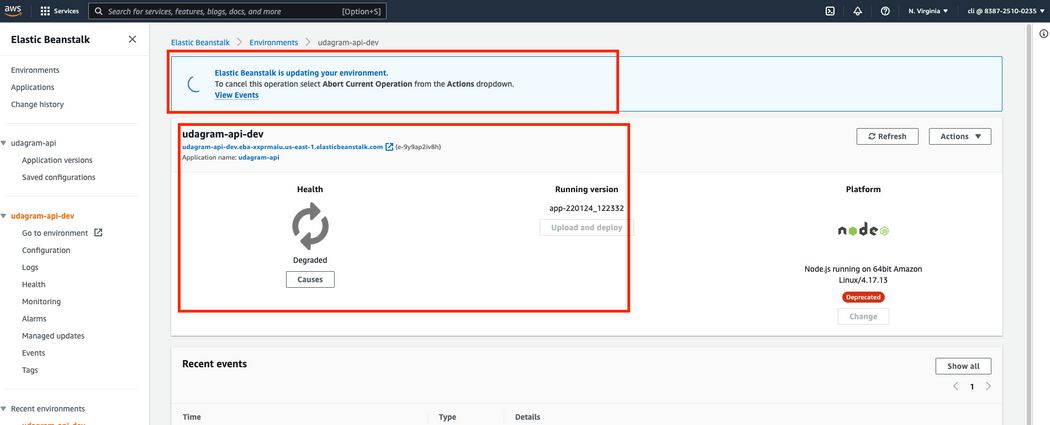 aws
Services
Search for services, features, blogs, docs, and more
[Option+S]
N. Virginia
cli @ 8387-2510-0235
Elastic Beanstalk
Environments
Applications
Change history
udagram-api
Application versions
Saved configurations
udagram-api-dev
Go to environment
Configuration
Logs
Health
Monitoring
Alarms
Managed updates
Events
Tags
Recent environments
udagram-api-dev
Elastic Beanstalk
Environments
udagram-api-dev
Elastic Beanstalk is updating your environment.
To cancel this operation select Abort Current Operation from the Actions dropdown.
View Events
udagram-api-dev
udagram-api-dev.eba-xxprmaiu.us-east-1.elasticbeanstalk.com (e-9y9ap2iv8h)
Application name: udagram-api
Refresh
Actions
Health
Degraded
Causes
Running version
app-220124_122332
Upload and deploy
Platform
node JS
Node.js running on 64bit Amazon
Linux/4.17.13
Deprecated
Change
Recent events
Show all
1
Time
Type
Details